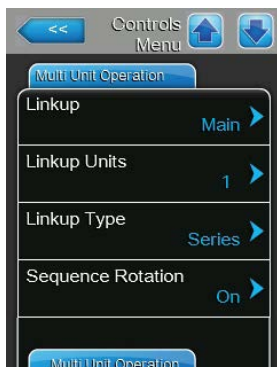 << Controls
Menu
Multi Unit Operation
Linkup
Main
Linkup Units
1
Linkup Type
Series
Sequence Rotation
On
Multi Unit Operation